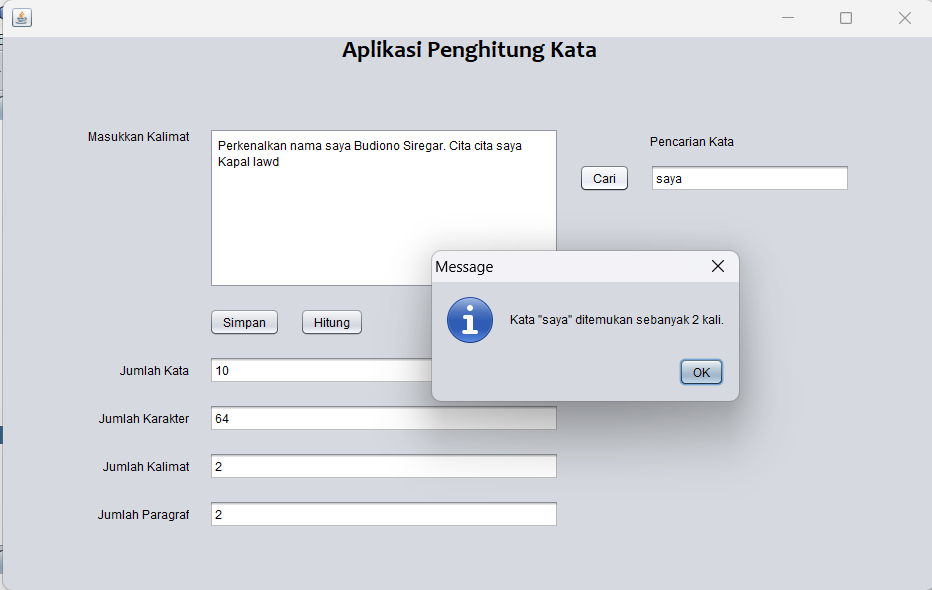 Aplikasi Penghitung Kata
Masukkan Kalimat
Perkenalkan nama saya Budiono Siregar. Cita cita saya
Kapal lawd
Pencarian Kata
Cari
saya
Message
Kata "saya" ditemukan sebanyak 2 kali.
OK
Simpan
Hitung
Jumlah Kata
10
Jumlah Karakter
64
Jumlah Kalimat
2
Jumlah Paragraf
2